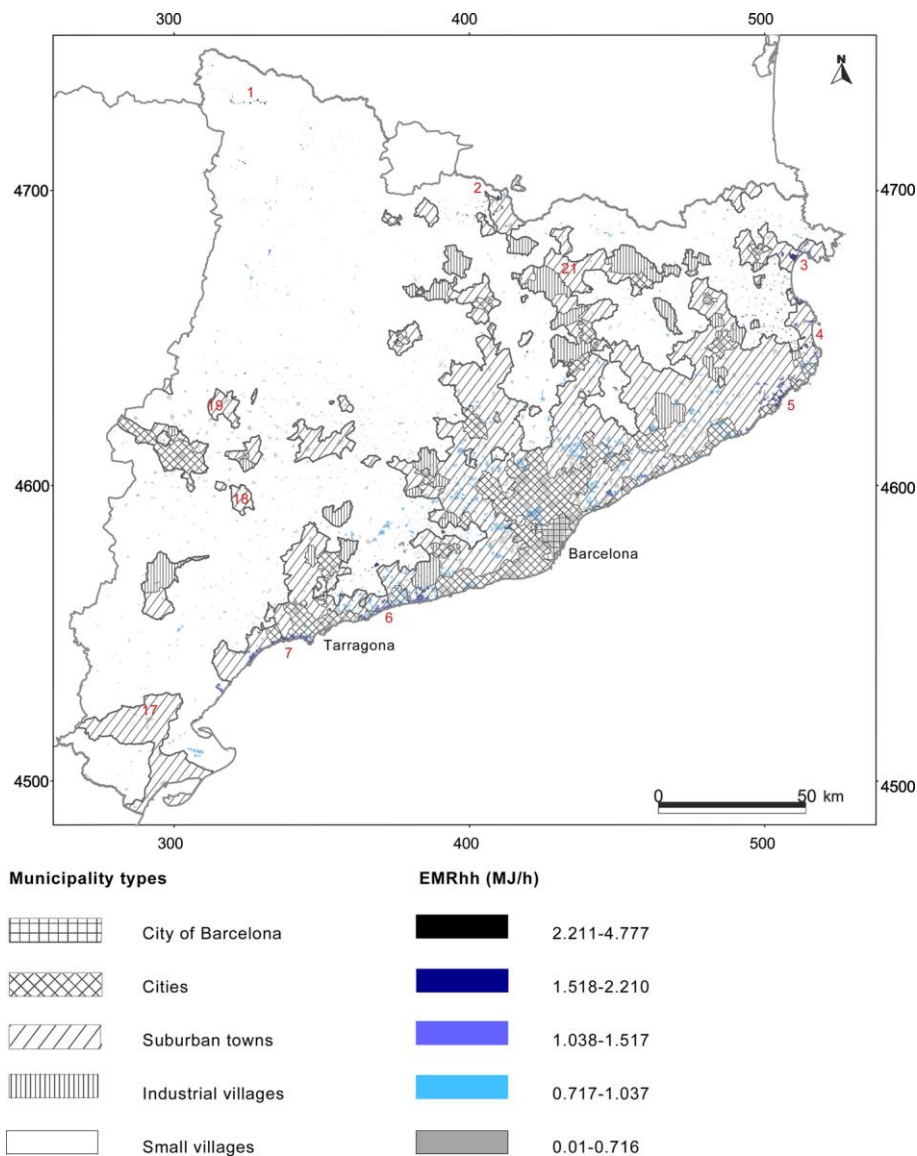 300 400 500
N
1
4700 2 4700
3
21
4
19
5
4600 18 4600
Barcelona
6
7 Tarragona
17
4500 0 50 km 4500
300 400 500
Municipality types EMRhh (MJ/h)
City of Barcelona 2.211-4.777
Cities 1.518-2.210
Suburban towns 1.038-1.517
Industrial villages 0.717-1.037
Small villages 0.01-0.716